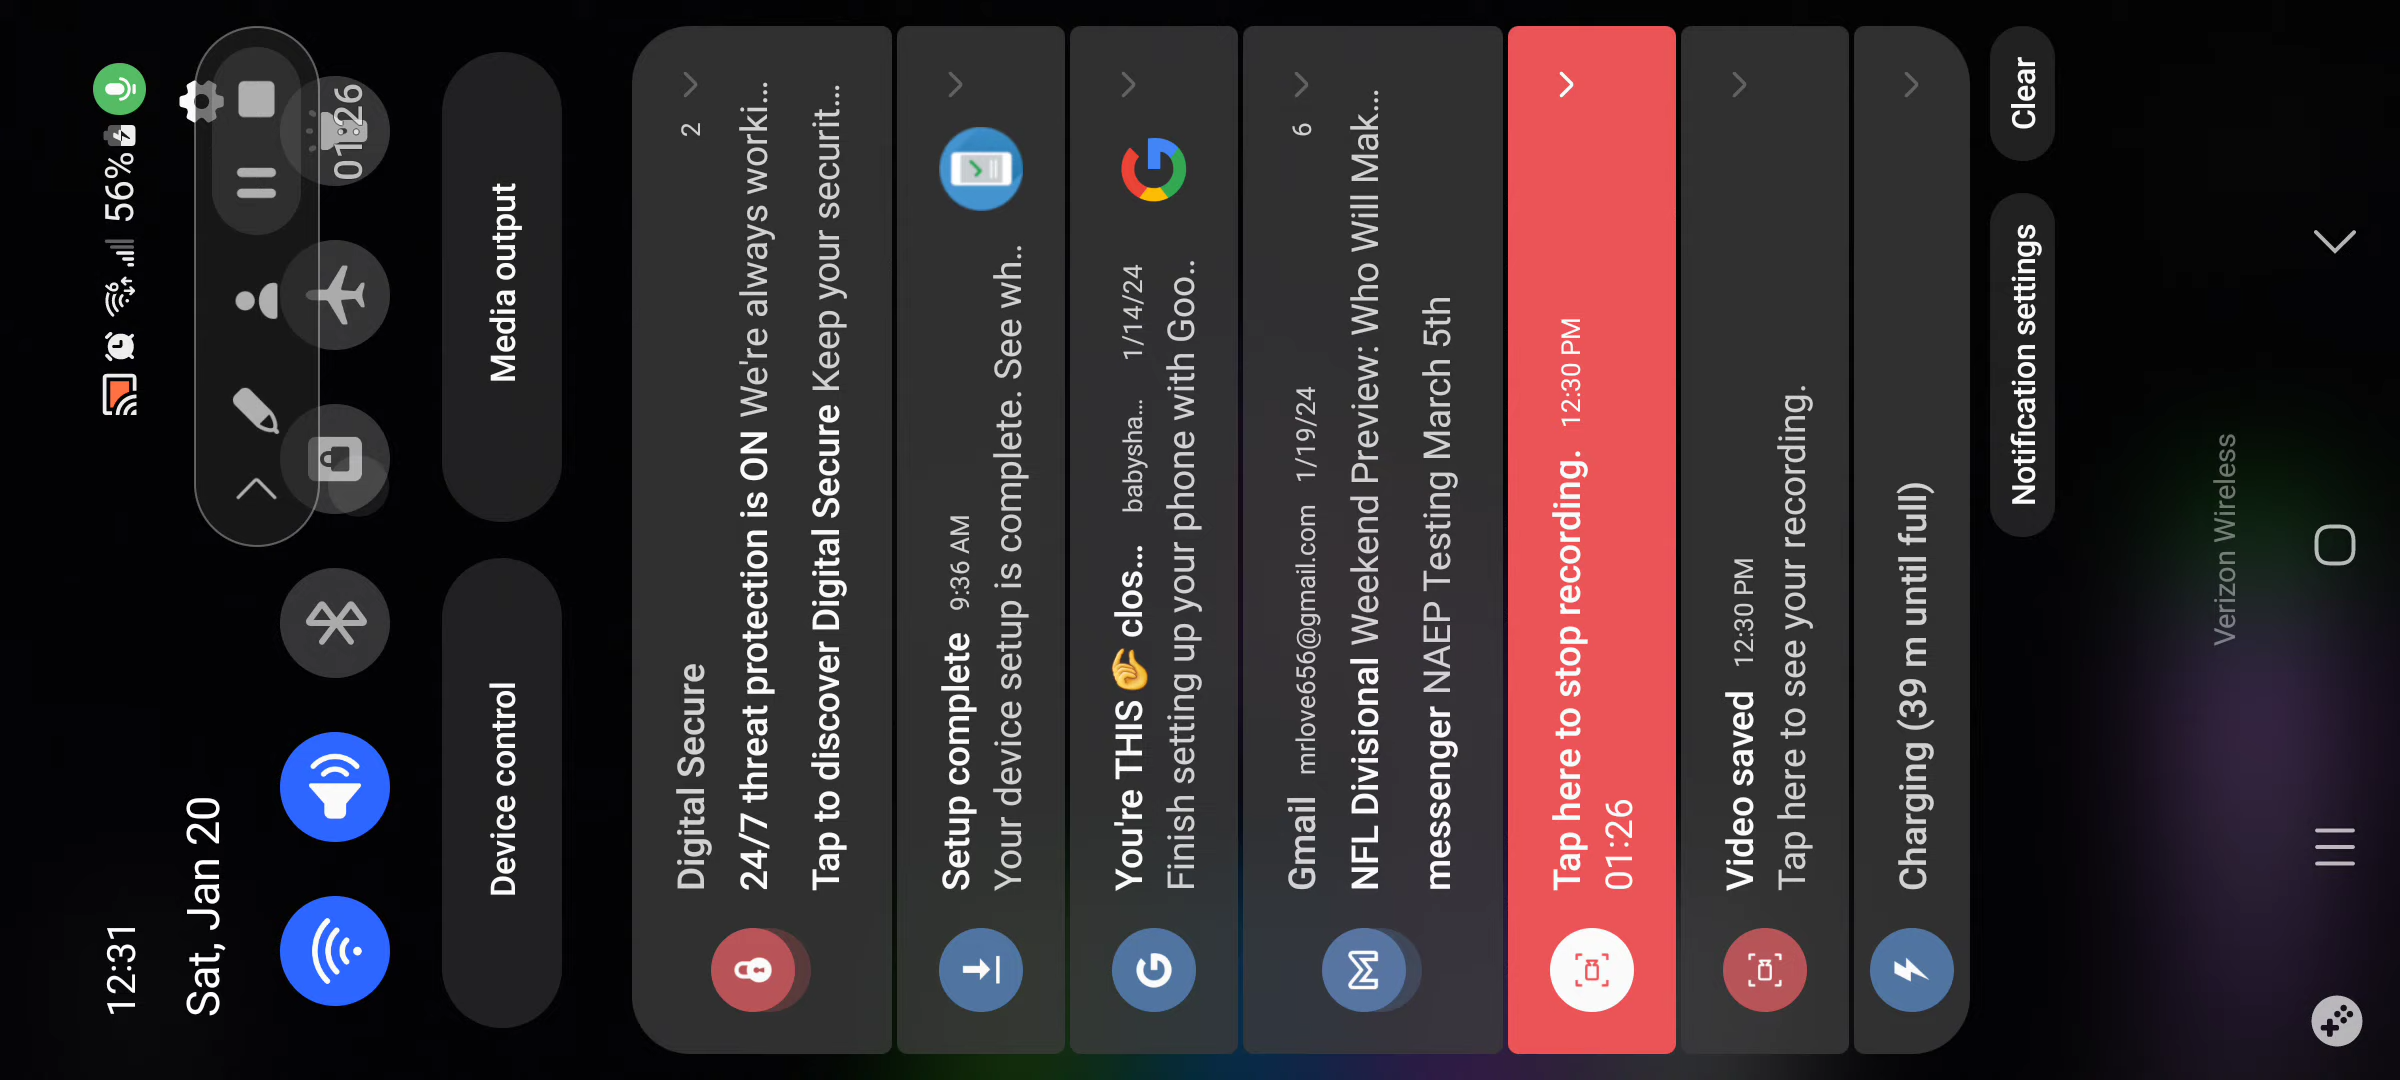 12:31
56%
Sat, Jan 20
01:26
Device control
Media output
Digital Secure 2
24/7 threat protection is ON We're always worki...
Tap to discover Digital Secure Keep your securit...
Setup complete 9:36 AM
Your device setup is complete. See wh..
You're THIS 🤏 clos... babysha... 1/14/24
Finish setting up your phone with Goo..
Gmail mrlove656@gmail.com 1/19/24 6
NFL Divisional Weekend Preview: Who Will Mak...
messenger NAEP Testing March 5th
Tap here to stop recording. 12:30 PM
01:26
Video saved 12:30 PM
Tap here to see your recording.
Charging (39 m until full)
Notification settings
Clear
Verizon Wireless